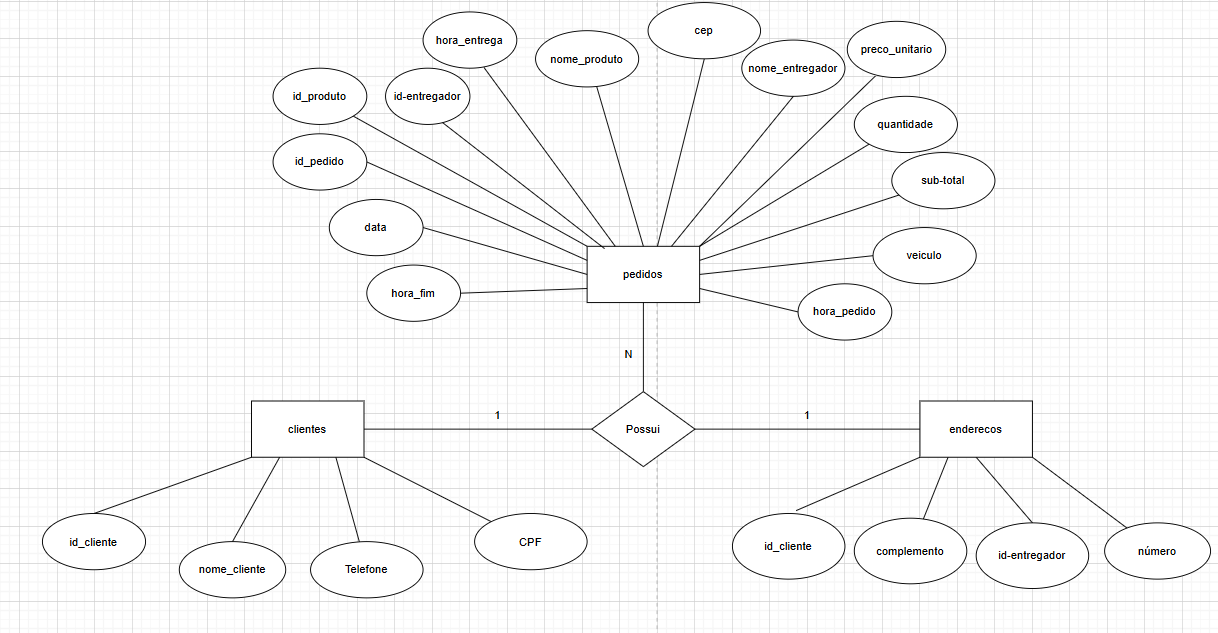 cep
hora_entrega
preco_unitario
nome_produto
nome_entregador
id_produto
id-entregador
quantidade
id_pedido
sub-total
data
veiculo
pedidos
hora_fim
hora_pedido
N
1
1
clientes
Possui
enderecos
id_cliente
nome_cliente
Telefone
CPF
id_cliente
complemento
id-entregador
número